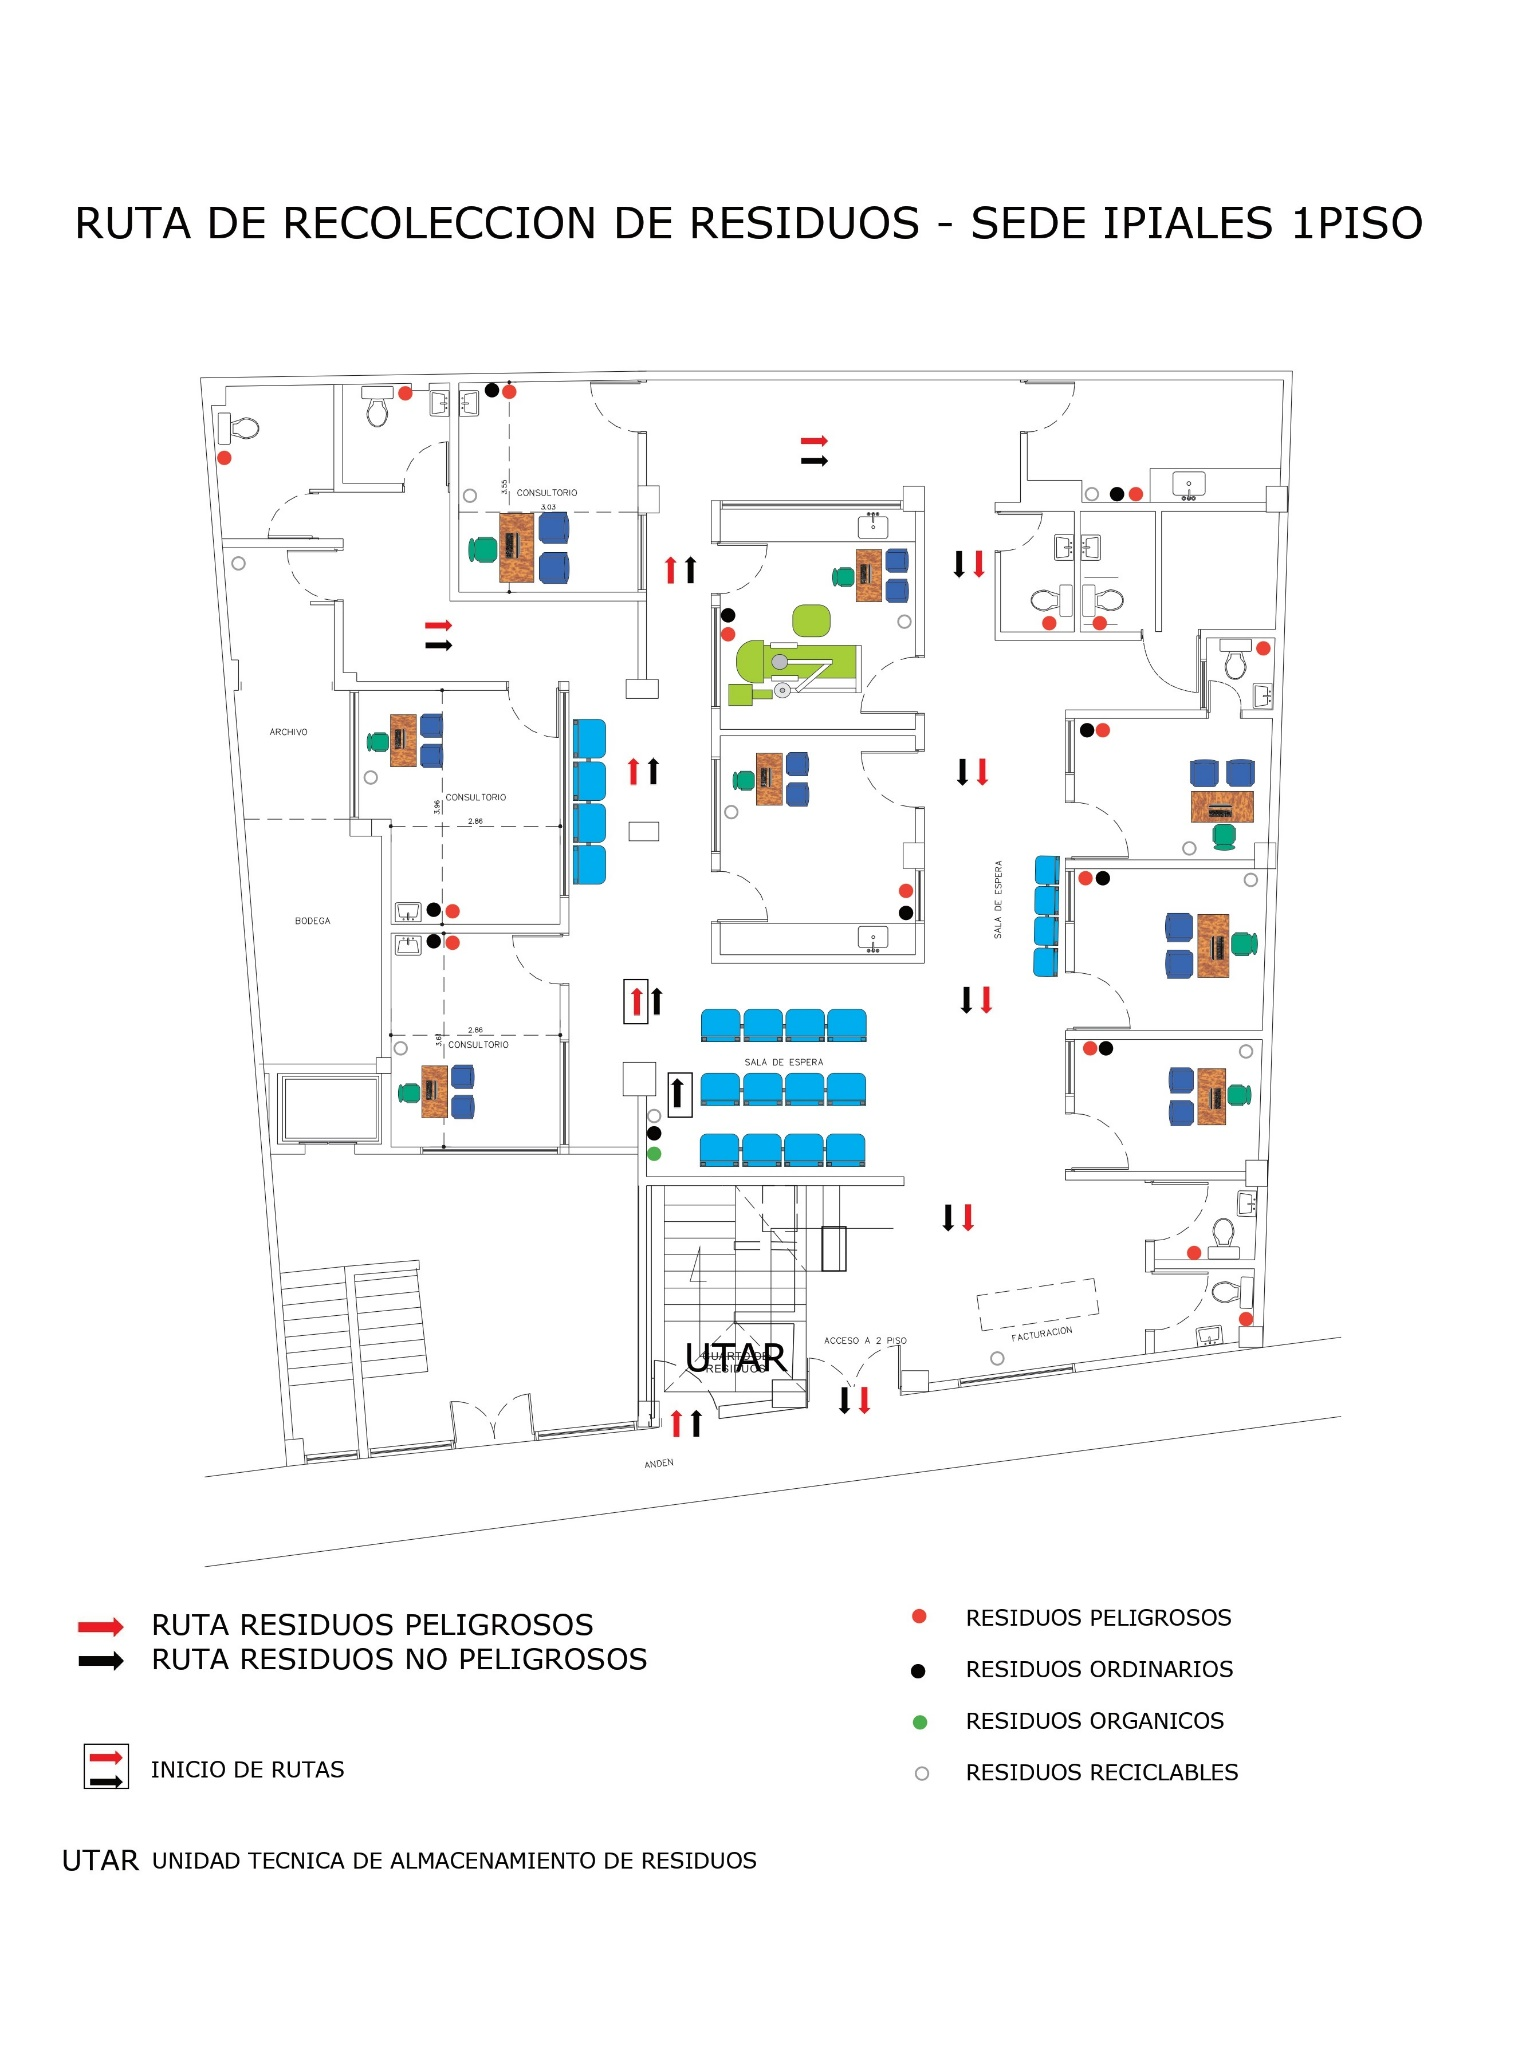 RUTA DE RECOLECCION DE RESIDUOS - SEDE IPIALES 1PISO
3.55
CONSULTORIO
3.03
ARCHIVO
CONSULTORIO
3.96
2.86
BODEGA
SALA DE ESPERA
2.86
3.61
CONSULTORIO
SALA DE ESPERA
ACCESO A 2 PISO
FACTURACION
UTAR
CUARTO DE
RESIDUOS
ANDEN
RUTA RESIDUOS PELIGROSOS
RUTA RESIDUOS NO PELIGROSOS
INICIO DE RUTAS
UTAR UNIDAD TECNICA DE ALMACENAMIENTO DE RESIDUOS
RESIDUOS PELIGROSOS
RESIDUOS ORDINARIOS
RESIDUOS ORGANICOS
RESIDUOS RECICLABLES